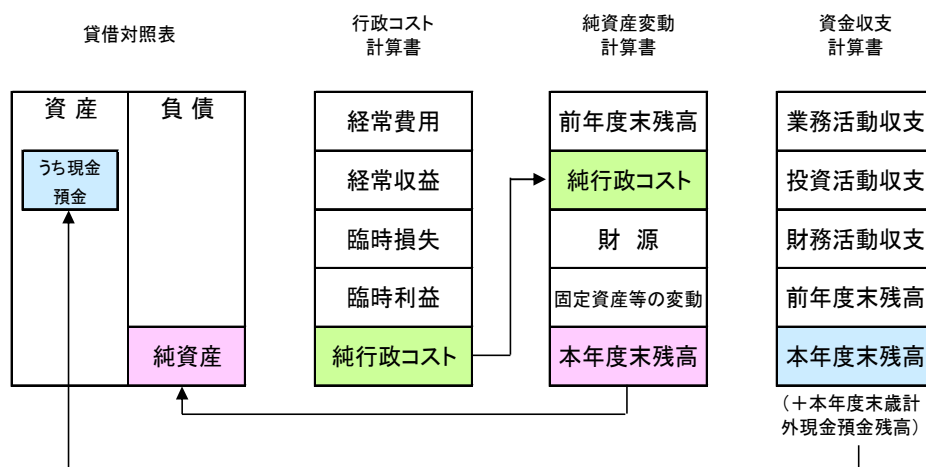 貸借対照表
行政コスト
計算書
純資産変動
計算書
資金収支
計算書
資 産
負 債
うち現金
預金
純資産
経常費用
経常収益
臨時損失
臨時利益
純行政コスト
前年度末残高
純行政コスト
財 源
固定資産等の変動
本年度末残高
業務活動収支
投資活動収支
財務活動収支
前年度末残高
本年度末残高
(+本年度末歳計
外現金預金残高)